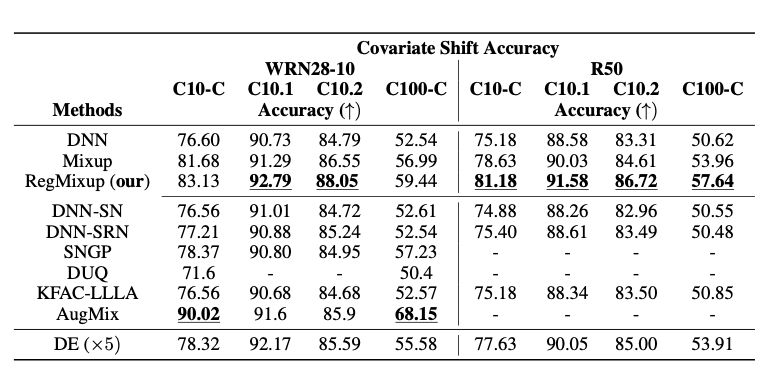 Covariate Shift Accuracy
WRN28-10 R50
C10-C C10.1 C10.2 C100-C C10-C C10.1 C10.2 C100-C
Methods Accuracy (↑) Accuracy (↑)
DNN 76.60 90.73 84.79 52.54 75.18 88.58 83.31 50.62
Mixup 81.68 91.29 86.55 56.99 78.63 90.03 84.61 53.96
RegMixup (our) 83.13 92.79 88.05 59.44 81.18 91.58 86.72 57.64
DNN-SN 76.56 91.01 84.72 52.61 74.88 88.26 82.96 50.55
DNN-SRN 77.21 90.88 85.24 52.54 75.40 88.61 83.49 50.48
SNGP 78.37 90.80 84.95 57.23 - - - -
DUQ 71.6 - - 50.4 - - - -
KFAC-LLLA 76.56 90.68 84.68 52.57 75.18 88.34 83.50 50.85
AugMix 90.02 91.6 85.9 68.15 - - - -
DE (×5) 78.32 92.17 85.59 55.58 77.63 90.05 85.00 53.91